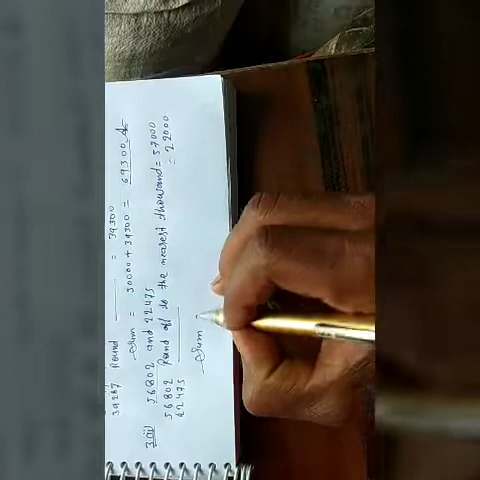 39267 Round = 39300
Sum = 30000 + 39300 = 69300
3.(ii) 56802 and 22475
56802 Round off to the nearest thousand = 57000
22475 = 22000
Sum